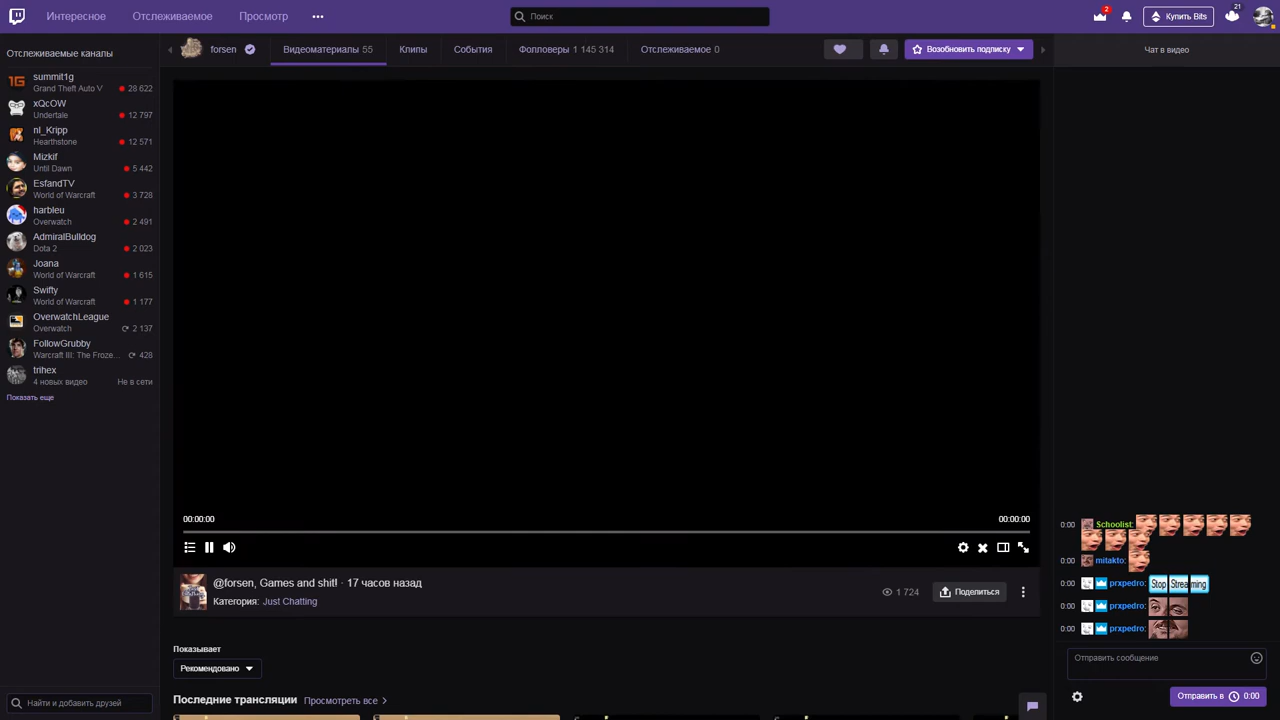 Интересное
Отслеживаемое
Просмотр
Поиск
2
Купить Bits
21
Отслеживаемые каналы
summit1g
Grand Theft Auto V
28 622
xQcOW
Undertale
12 797
nl_Kripp
Hearthstone
12 571
Mizkif
Until Dawn
5 442
EsfandTV
World of Warcraft
3 728
harbleu
Overwatch
2 491
AdmiralBulldog
Dota 2
2 023
Joana
World of Warcraft
1 615
Swifty
World of Warcraft
1 177
OverwatchLeague
Overwatch
2 137
FollowGrubby
Warcraft III: The Froze...
428
trihex
4 новых видео
Не в сети
Показать еще
Найти и добавить друзей
forsen
Видеоматериалы 55
Клипы
События
Фолловеры 1 145 314
Отслеживаемое 0
Возобновить подписку
00:00:00
00:00:00
@forsen, Games and shit! · 17 часов назад
Категория: Just Chatting
1 724
Поделиться
Показывает
Рекомендовано
Последние трансляции
Просмотреть все
Чат в видео
0:00 Schoolist:
0:00 mitakto:
0:00 prxpedro: Stop Streaming
0:00 prxpedro:
0:00 prxpedro:
Отправить сообщение
Отправить в 0:00